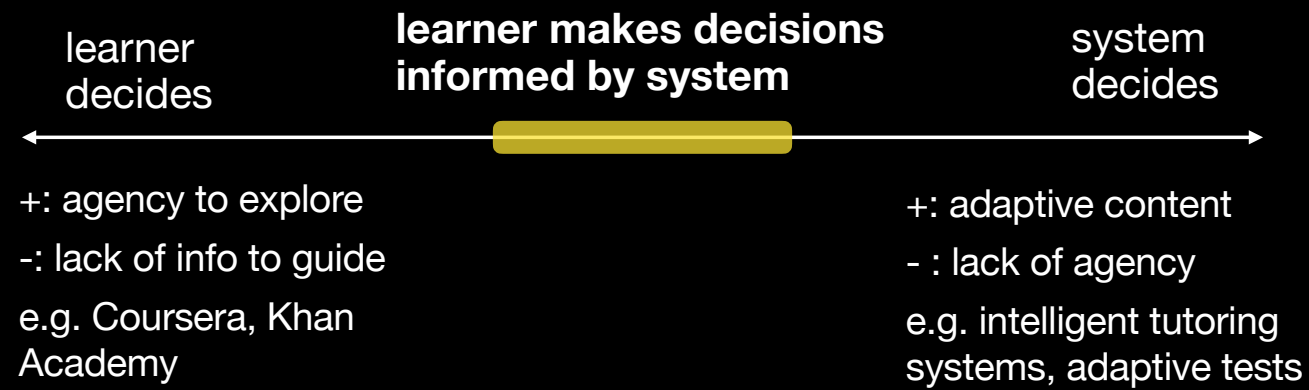 learner
decides
learner makes decisions
informed by system
system
decides
+: agency to explore
-: lack of info to guide
e.g. Coursera, Khan
Academy
+: adaptive content
- : lack of agency
e.g. intelligent tutoring
systems, adaptive tests